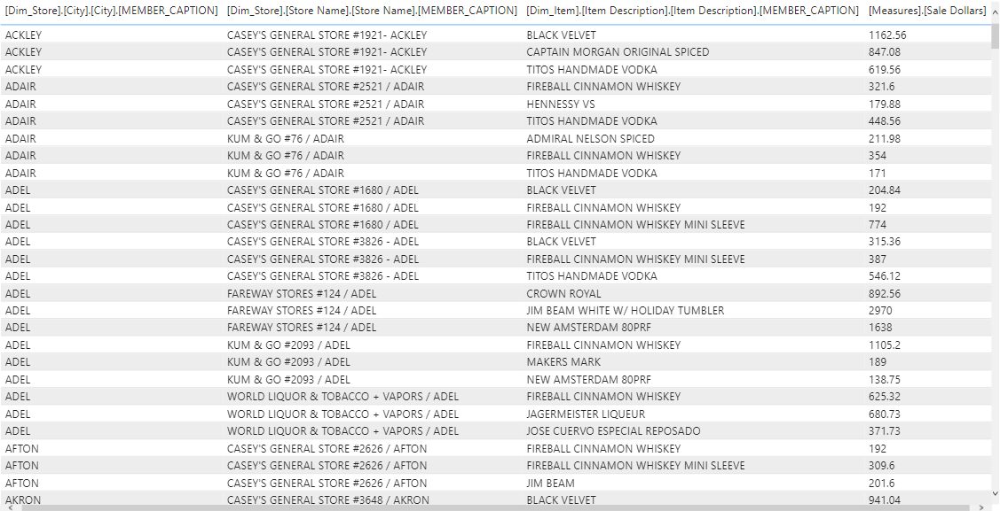 [Dim_Store].[City].[City].[MEMBER_CAPTION] [Dim_Store].[Store Name].[Store Name].[MEMBER_CAPTION] [Dim_Item].[Item Description].[Item Description].[MEMBER_CAPTION] [Measures].[Sale Dollars]
ACKLEY CASEY'S GENERAL STORE #1921- ACKLEY BLACK VELVET 1162.56
ACKLEY CASEY'S GENERAL STORE #1921- ACKLEY CAPTAIN MORGAN ORIGINAL SPICED 847.08
ACKLEY CASEY'S GENERAL STORE #1921- ACKLEY TITOS HANDMADE VODKA 619.56
ADAIR CASEY'S GENERAL STORE #2521 / ADAIR FIREBALL CINNAMON WHISKEY 321.6
ADAIR CASEY'S GENERAL STORE #2521 / ADAIR HENNESSY VS 179.88
ADAIR CASEY'S GENERAL STORE #2521 / ADAIR TITOS HANDMADE VODKA 448.56
ADAIR KUM & GO #76 / ADAIR ADMIRAL NELSON SPICED 211.98
ADAIR KUM & GO #76 / ADAIR FIREBALL CINNAMON WHISKEY 354
ADAIR KUM & GO #76 / ADAIR TITOS HANDMADE VODKA 171
ADEL CASEY'S GENERAL STORE #1680 / ADEL BLACK VELVET 204.84
ADEL CASEY'S GENERAL STORE #1680 / ADEL FIREBALL CINNAMON WHISKEY 192
ADEL CASEY'S GENERAL STORE #1680 / ADEL FIREBALL CINNAMON WHISKEY MINI SLEEVE 774
ADEL CASEY'S GENERAL STORE #3826 - ADEL BLACK VELVET 315.36
ADEL CASEY'S GENERAL STORE #3826 - ADEL FIREBALL CINNAMON WHISKEY MINI SLEEVE 387
ADEL CASEY'S GENERAL STORE #3826 - ADEL TITOS HANDMADE VODKA 546.12
ADEL FAREWAY STORES #124 / ADEL CROWN ROYAL 892.56
ADEL FAREWAY STORES #124 / ADEL JIM BEAM WHITE W/ HOLIDAY TUMBLER 2970
ADEL FAREWAY STORES #124 / ADEL NEW AMSTERDAM 80PRF 1638
ADEL KUM & GO #2093 / ADEL FIREBALL CINNAMON WHISKEY 1105.2
ADEL KUM & GO #2093 / ADEL MAKERS MARK 189
ADEL KUM & GO #2093 / ADEL NEW AMSTERDAM 80PRF 138.75
ADEL WORLD LIQUOR & TOBACCO + VAPORS / ADEL FIREBALL CINNAMON WHISKEY 625.32
ADEL WORLD LIQUOR & TOBACCO + VAPORS / ADEL JAGERMEISTER LIQUEUR 680.73
ADEL WORLD LIQUOR & TOBACCO + VAPORS / ADEL JOSE CUERVO ESPECIAL REPOSADO 371.73
AFTON CASEY'S GENERAL STORE #2626 / AFTON FIREBALL CINNAMON WHISKEY 192
AFTON CASEY'S GENERAL STORE #2626 / AFTON FIREBALL CINNAMON WHISKEY MINI SLEEVE 309.6
AFTON CASEY'S GENERAL STORE #2626 / AFTON JIM BEAM 201.6
AKRON CASEY'S GENERAL STORE #3648 / AKRON BLACK VELVET 941.04